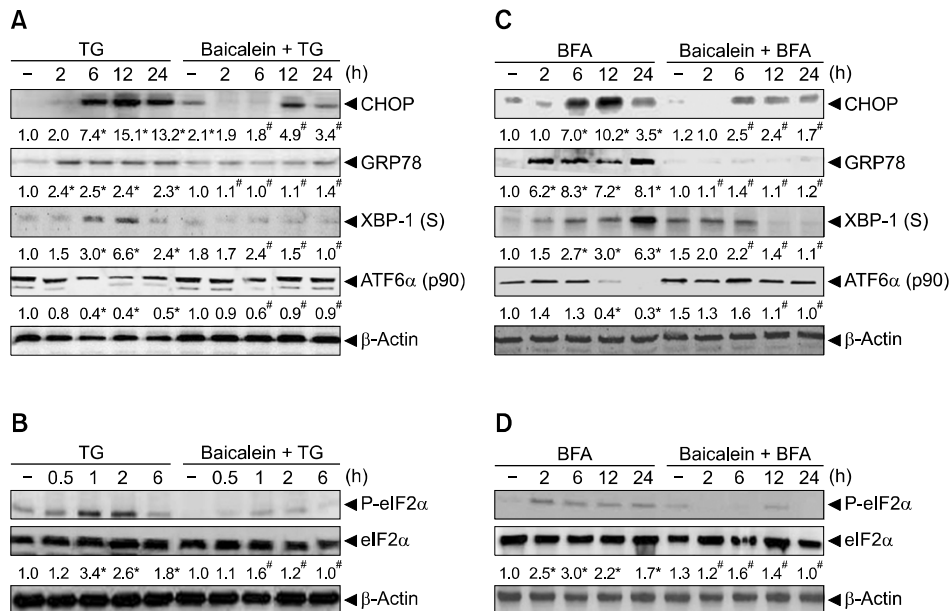 A
TG Baicalein + TG
– 2 6 12 24 – 2 6 12 24 (h)
CHOP
1.0 2.0 7.4* 15.1* 13.2* 2.1* 1.9 1.8# 4.9# 3.4#
GRP78
1.0 2.4* 2.5* 2.4* 2.3* 1.0 1.1# 1.0# 1.1# 1.4#
XBP-1 (S)
1.0 1.5 3.0* 6.6* 2.4* 1.8 1.7 2.4# 1.5# 1.0#
ATF6α (p90)
1.0 0.8 0.4* 0.4* 0.5* 1.0 0.9 0.6# 0.9# 0.9#
β-Actin
C
BFA Baicalein + BFA
– 2 6 12 24 – 2 6 12 24 (h)
CHOP
1.0 1.0 7.0* 10.2* 3.5* 1.2 1.0 2.5# 2.4# 1.7#
GRP78
1.0 6.2* 8.3* 7.2* 8.1* 1.0 1.1# 1.4# 1.1# 1.2#
XBP-1 (S)
1.0 1.5 2.7* 3.0* 6.3* 1.5 2.0 2.2# 1.4# 1.1#
ATF6α (p90)
1.0 1.4 1.3 0.4* 0.3* 1.5 1.3 1.6 1.1# 1.0#
β-Actin
B
TG Baicalein + TG
– 0.5 1 2 6 – 0.5 1 2 6 (h)
P-eIF2α
eIF2α
1.0 1.2 3.4* 2.6* 1.8* 1.0 1.1 1.6# 1.2# 1.0#
β-Actin
D
BFA Baicalein + BFA
– 2 6 12 24 – 2 6 12 24 (h)
P-eIF2α
eIF2α
1.0 2.5* 3.0* 2.2* 1.7* 1.3 1.2# 1.6# 1.4# 1.0#
β-Actin